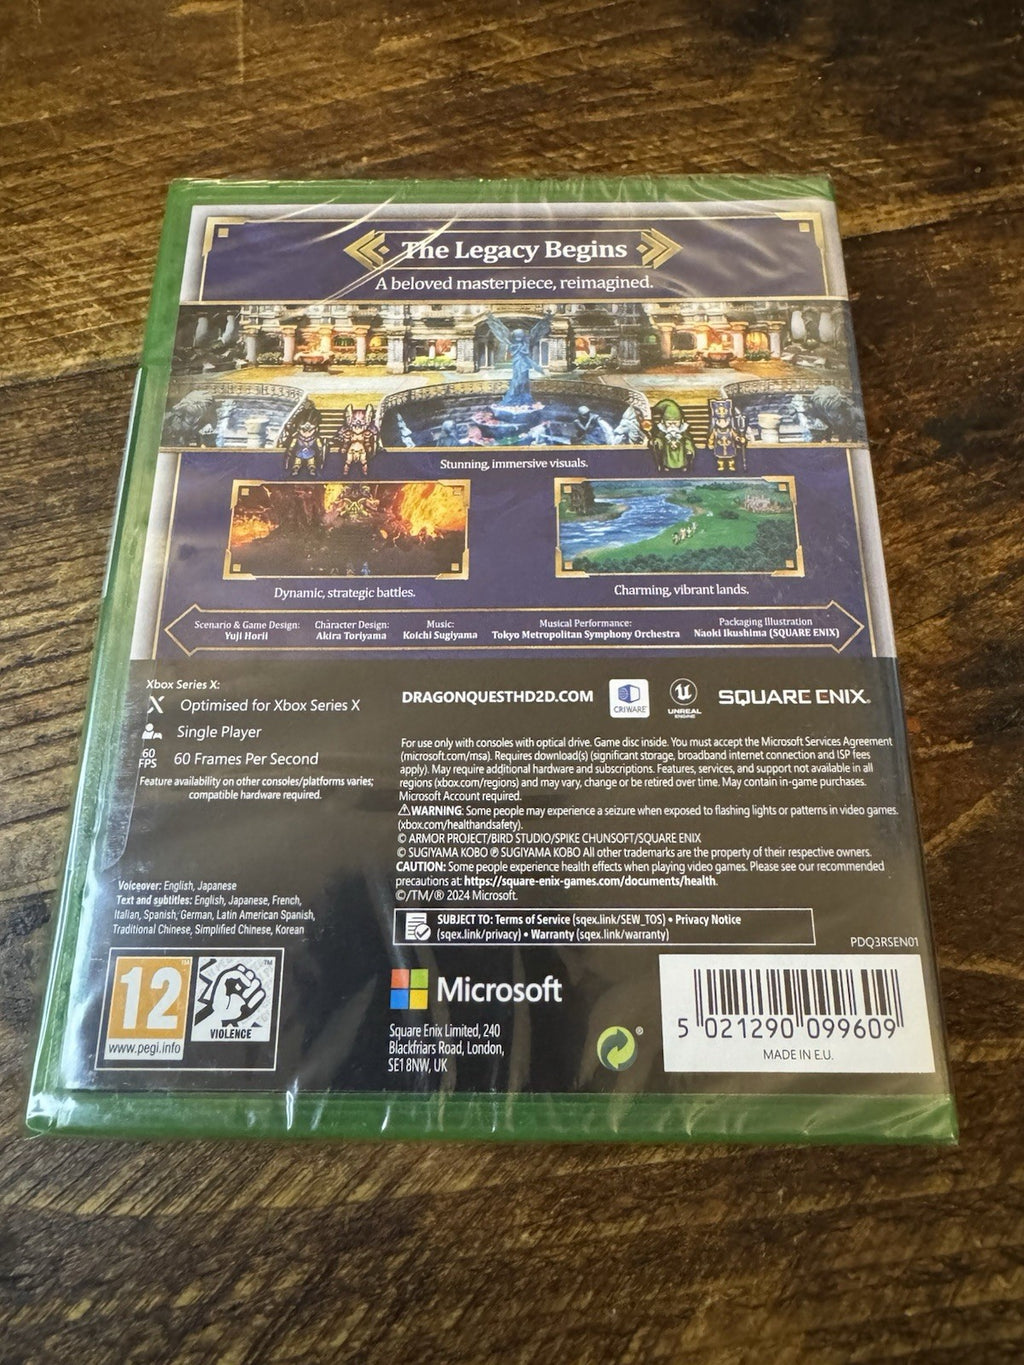 The Legacy Begins
A beloved masterpiece, reimagined.
Stunning, immersive visuals.
Dynamic, strategic battles.
Charming, vibrant lands.
Scenario & Game Design:
Yuji Horii
Character Design:
Akira Toriyama
Music:
Koichi Sugiyama
Musical Performance:
Tokyo Metropolitan Symphony Orchestra
Packaging Illustration
Naoki Ikushima (SQUARE ENIX)
Xbox Series X:
Optimised for Xbox Series X
Single Player
60 FPS
60 Frames Per Second
Feature availability on other consoles/platforms varies;
compatible hardware required.
DRAGONQUESTHD2D.COM
CRIWARE
UNREAL
ENGINE
SQUARE ENIX.
For use only with consoles with optical drive. Game disc inside. You must accept the Microsoft Services Agreement
(microsoft.com/msa). Requires download(s) (significant storage, broadband internet connection and ISP fees
apply). May require additional hardware and subscriptions. Features, services, and support not available in all
regions (xbox.com/regions) and may vary, change or be retired over time. May contain in-game purchases.
Microsoft Account required.
⚠WARNING: Some people may experience a seizure when exposed to flashing lights or patterns in video games.
(xbox.com/healthandsafety).
© ARMOR PROJECT/BIRD STUDIO/SPIKE CHUNSOFT/SQUARE ENIX
© SUGIYAMA KOBO ℗ SUGIYAMA KOBO All other trademarks are the property of their respective owners.
CAUTION: Some people experience health effects when playing video games. Please see our recommended
precautions at: https://square-enix-games.com/documents/health.
©/TM/® 2024 Microsoft.
Voiceover: English, Japanese
Text and subtitles: English, Japanese, French,
Italian, Spanish, German, Latin American Spanish,
Traditional Chinese, Simplified Chinese, Korean
SUBJECT TO: Terms of Service (sqex.link/SEW_TOS) • Privacy Notice
(sqex.link/privacy) • Warranty (sqex.link/warranty)
PDQ3RSEN01
12
www.pegi.info
VIOLENCE
TM
Microsoft
Square Enix Limited, 240
Blackfriars Road, London,
SE1 8NW, UK
®
5 021290 099609
MADE IN E.U.